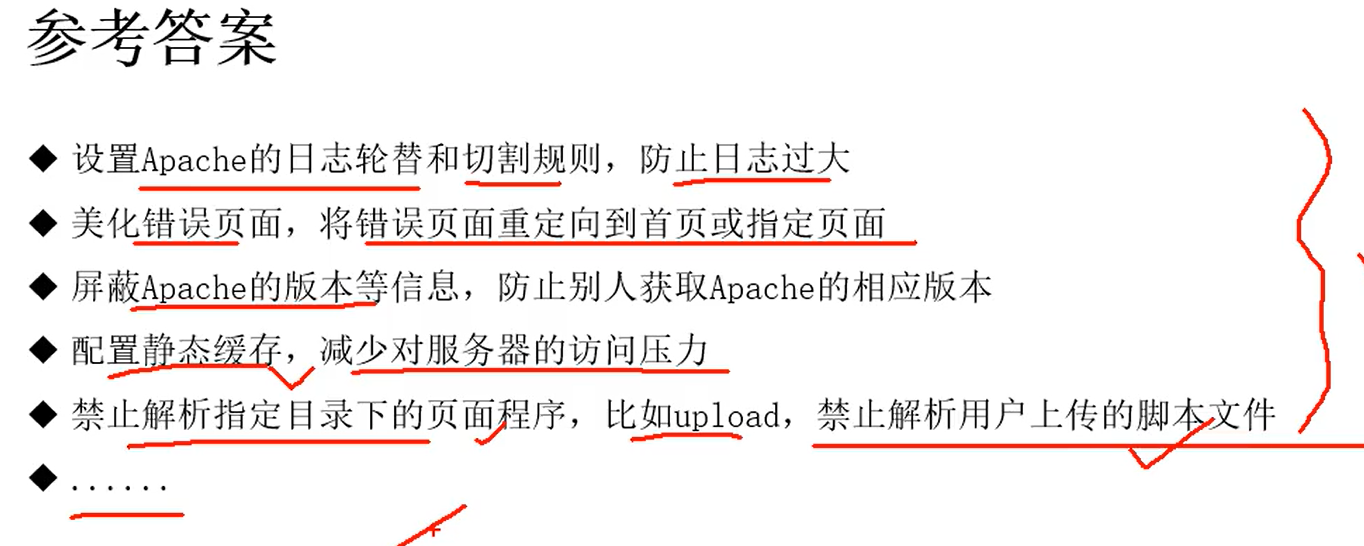 参考答案
◆ 设置Apache的日志轮替和切割规则，防止日志过大
◆ 美化错误页面，将错误页面重定向到首页或指定页面
◆ 屏蔽Apache的版本等信息，防止别人获取Apache的相应版本
◆ 配置静态缓存，减少对服务器的访问压力
◆ 禁止解析指定目录下的页面程序，比如upload，禁止解析用户上传的脚本文件
◆ ......